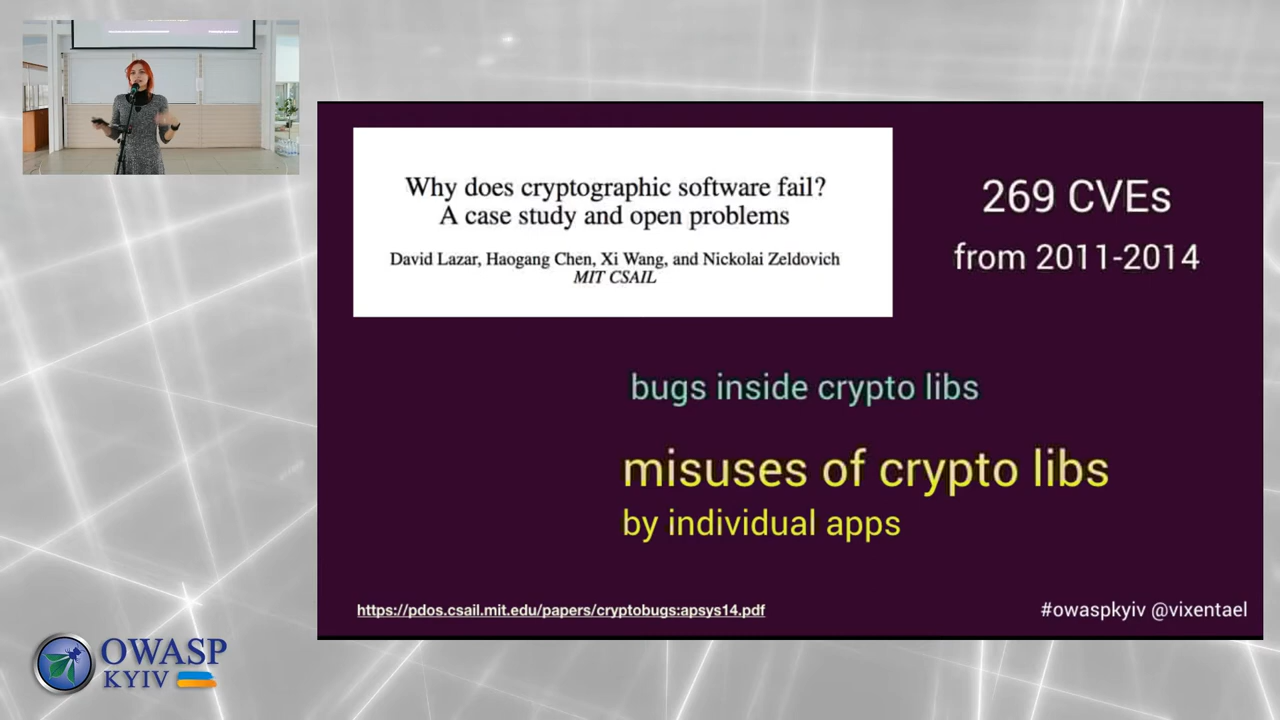 Why does cryptographic software fail?
A case study and open problems
David Lazar, Haogang Chen, Xi Wang, and Nickolai Zeldovich
MIT CSAIL
269 CVEs
from 2011-2014
bugs inside crypto libs
misuses of crypto libs
by individual apps
https://pdos.csail.mit.edu/papers/cryptobugs:apsys14.pdf
#owaspkyiv @vixentael
OWASP
KYIV